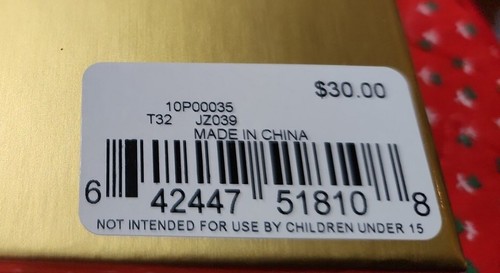 $30.00
10P00035
T32 JZ039
MADE IN CHINA
6 42447 51810 8
NOT INTENDED FOR USE BY CHILDREN UNDER 15